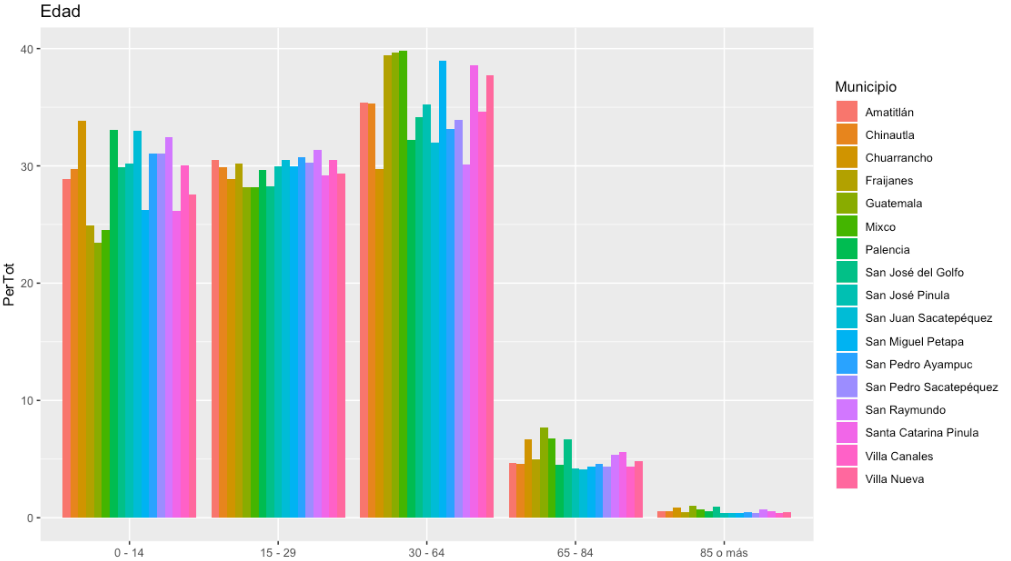 Edad
PerTot
40
30
20
10
0
0 - 14
15 - 29
30 - 64
65 - 84
85 o más
Municipio
Amatitlán
Chinautla
Chuarrancho
Fraijanes
Guatemala
Mixco
Palencia
San José del Golfo
San José Pinula
San Juan Sacatepéquez
San Miguel Petapa
San Pedro Ayampuc
San Pedro Sacatepéquez
San Raymundo
Santa Catarina Pinula
Villa Canales
Villa Nueva